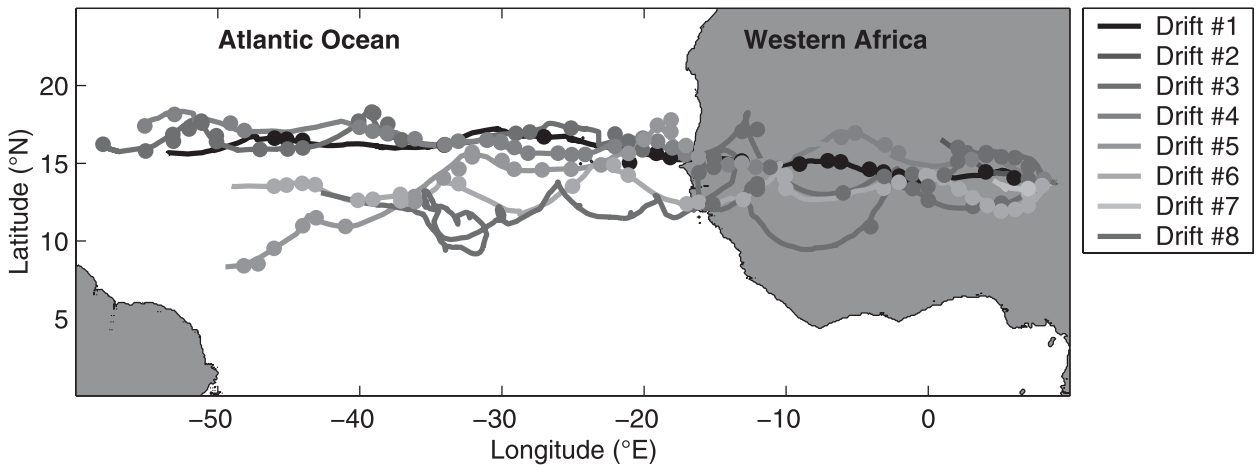 Atlantic Ocean
Western Africa
Drift #1
Drift #2
Drift #3
Drift #4
Drift #5
Drift #6
Drift #7
Drift #8
20
15
10
5
Latitude (°N)
−50
−40
−30
−20
−10
0
Longitude (°E)